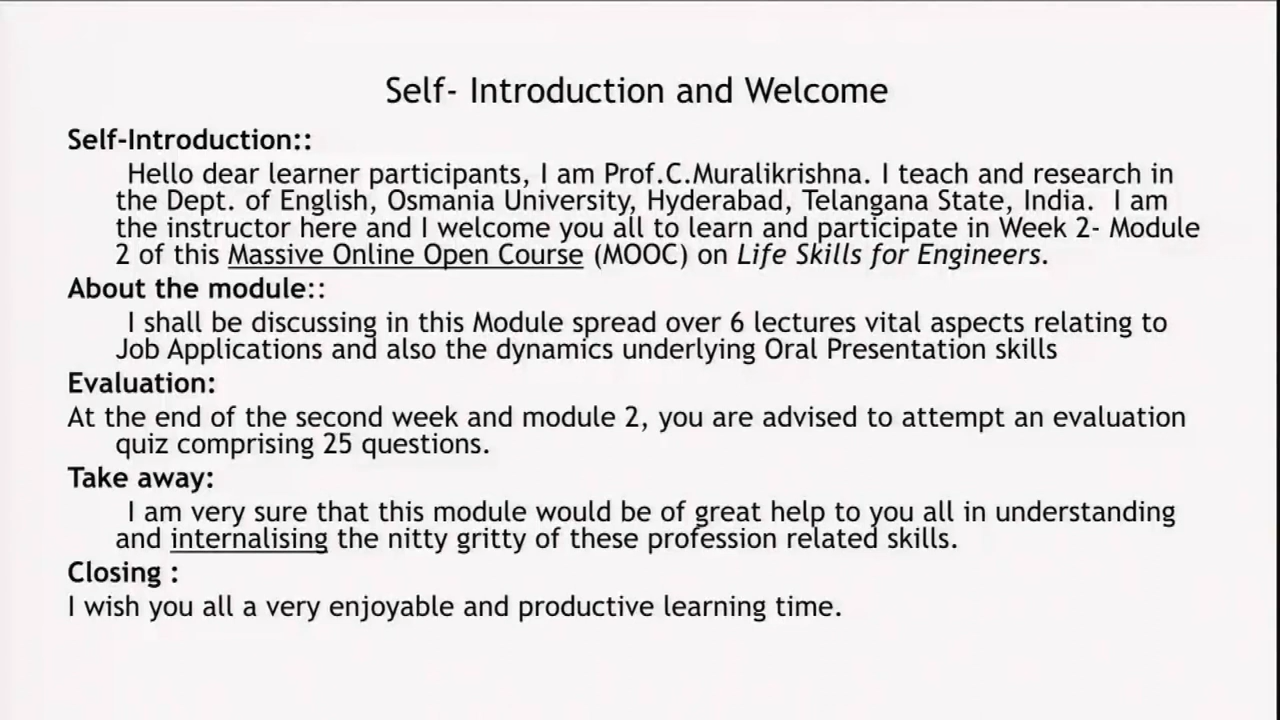 Self- Introduction and Welcome
Self-Introduction::
Hello dear learner participants, I am Prof.C.Muralikrishna. I teach and research in
the Dept. of English, Osmania University, Hyderabad, Telangana State, India.  I am
the instructor here and I welcome you all to learn and participate in Week 2- Module
2 of this Massive Online Open Course (MOOC) on Life Skills for Engineers.
About the module::
I shall be discussing in this Module spread over 6 lectures vital aspects relating to
Job Applications and also the dynamics underlying Oral Presentation skills
Evaluation:
At the end of the second week and module 2, you are advised to attempt an evaluation
quiz comprising 25 questions.
Take away:
I am very sure that this module would be of great help to you all in understanding
and internalising the nitty gritty of these profession related skills.
Closing :
I wish you all a very enjoyable and productive learning time.